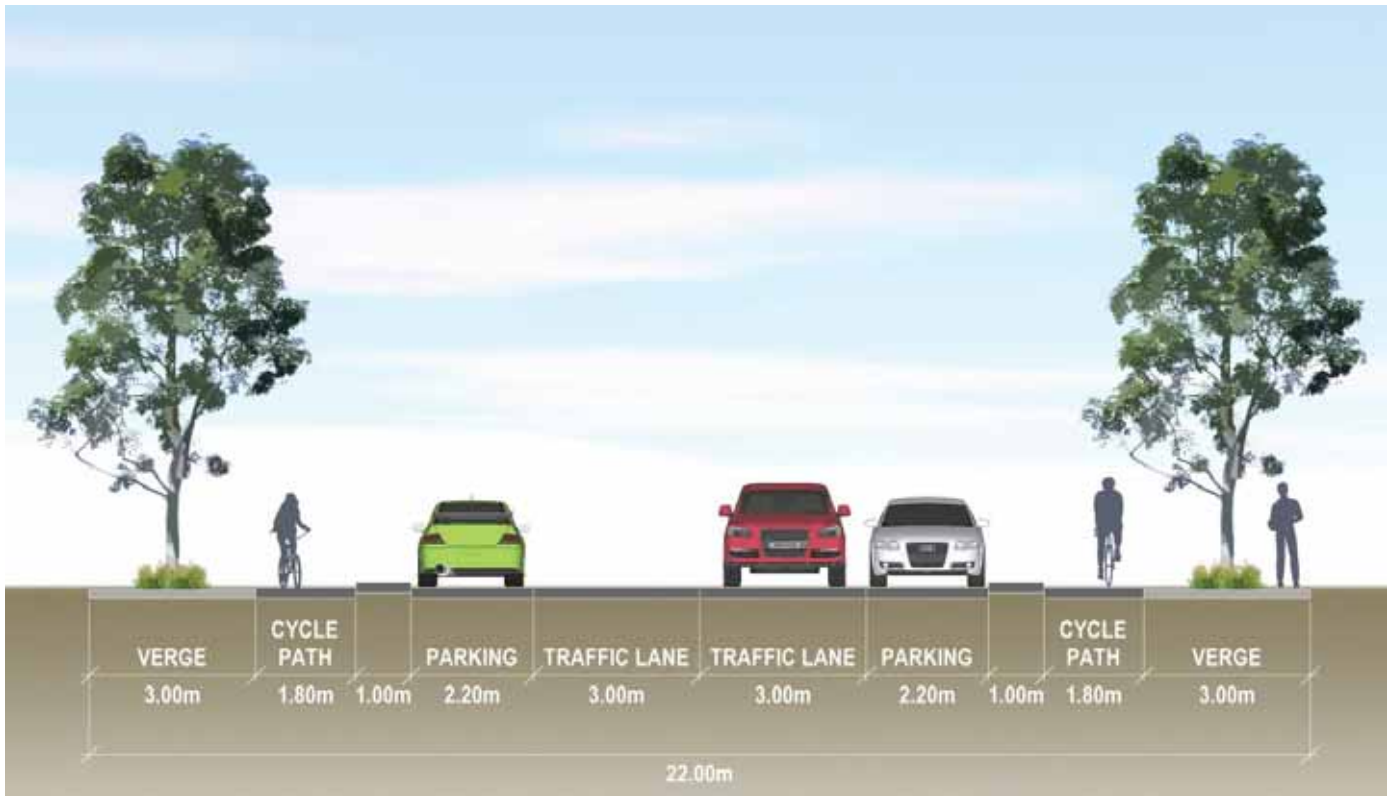 CYCLE CYCLE
VERGE PATH PARKING TRAFFIC LANE TRAFFIC LANE PARKING PATH VERGE
3.00m 1.80m 1.00m 2.20m 3.00m 3.00m 2.20m 1.00m 1.80m 3.00m
22.00m